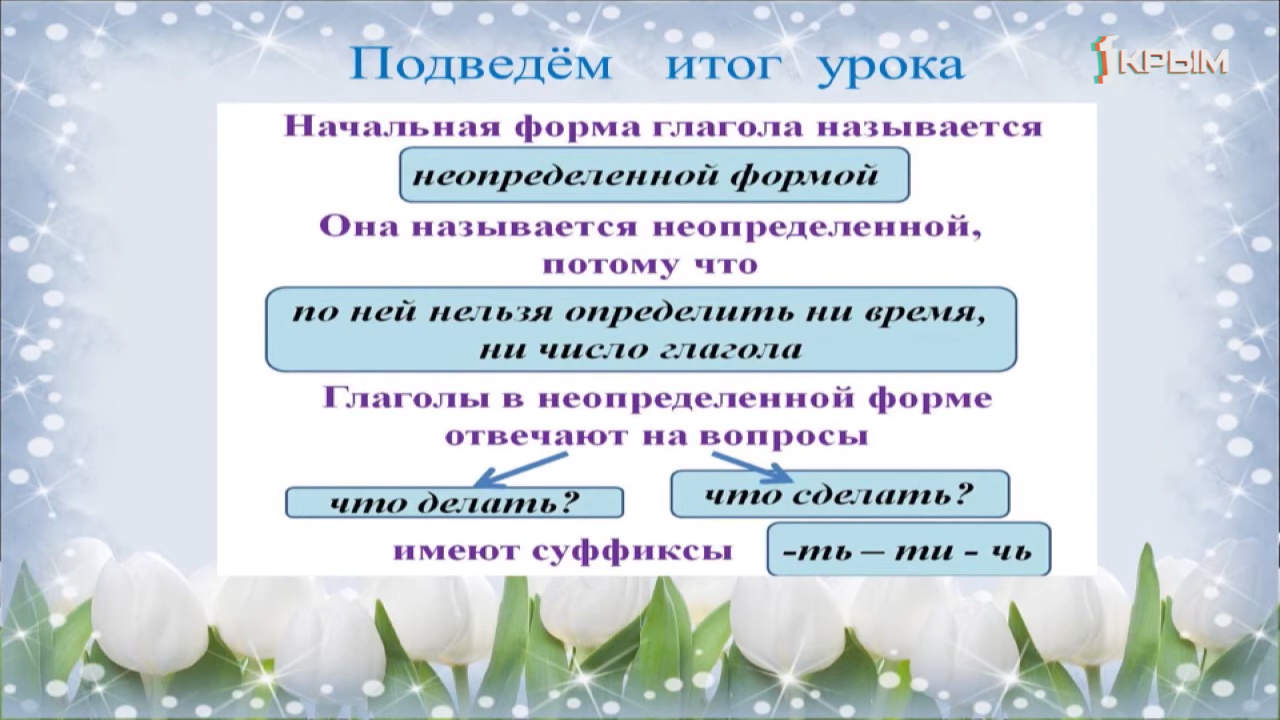 Подведём итог урока
1 КРЫМ
Начальная форма глагола называется
неопределенной формой
Она называется неопределенной,
потому что
по ней нельзя определить ни время,
ни число глагола
Глаголы в неопределенной форме
отвечают на вопросы
что делать? что сделать?
имеют суффиксы -ть – ти - чь